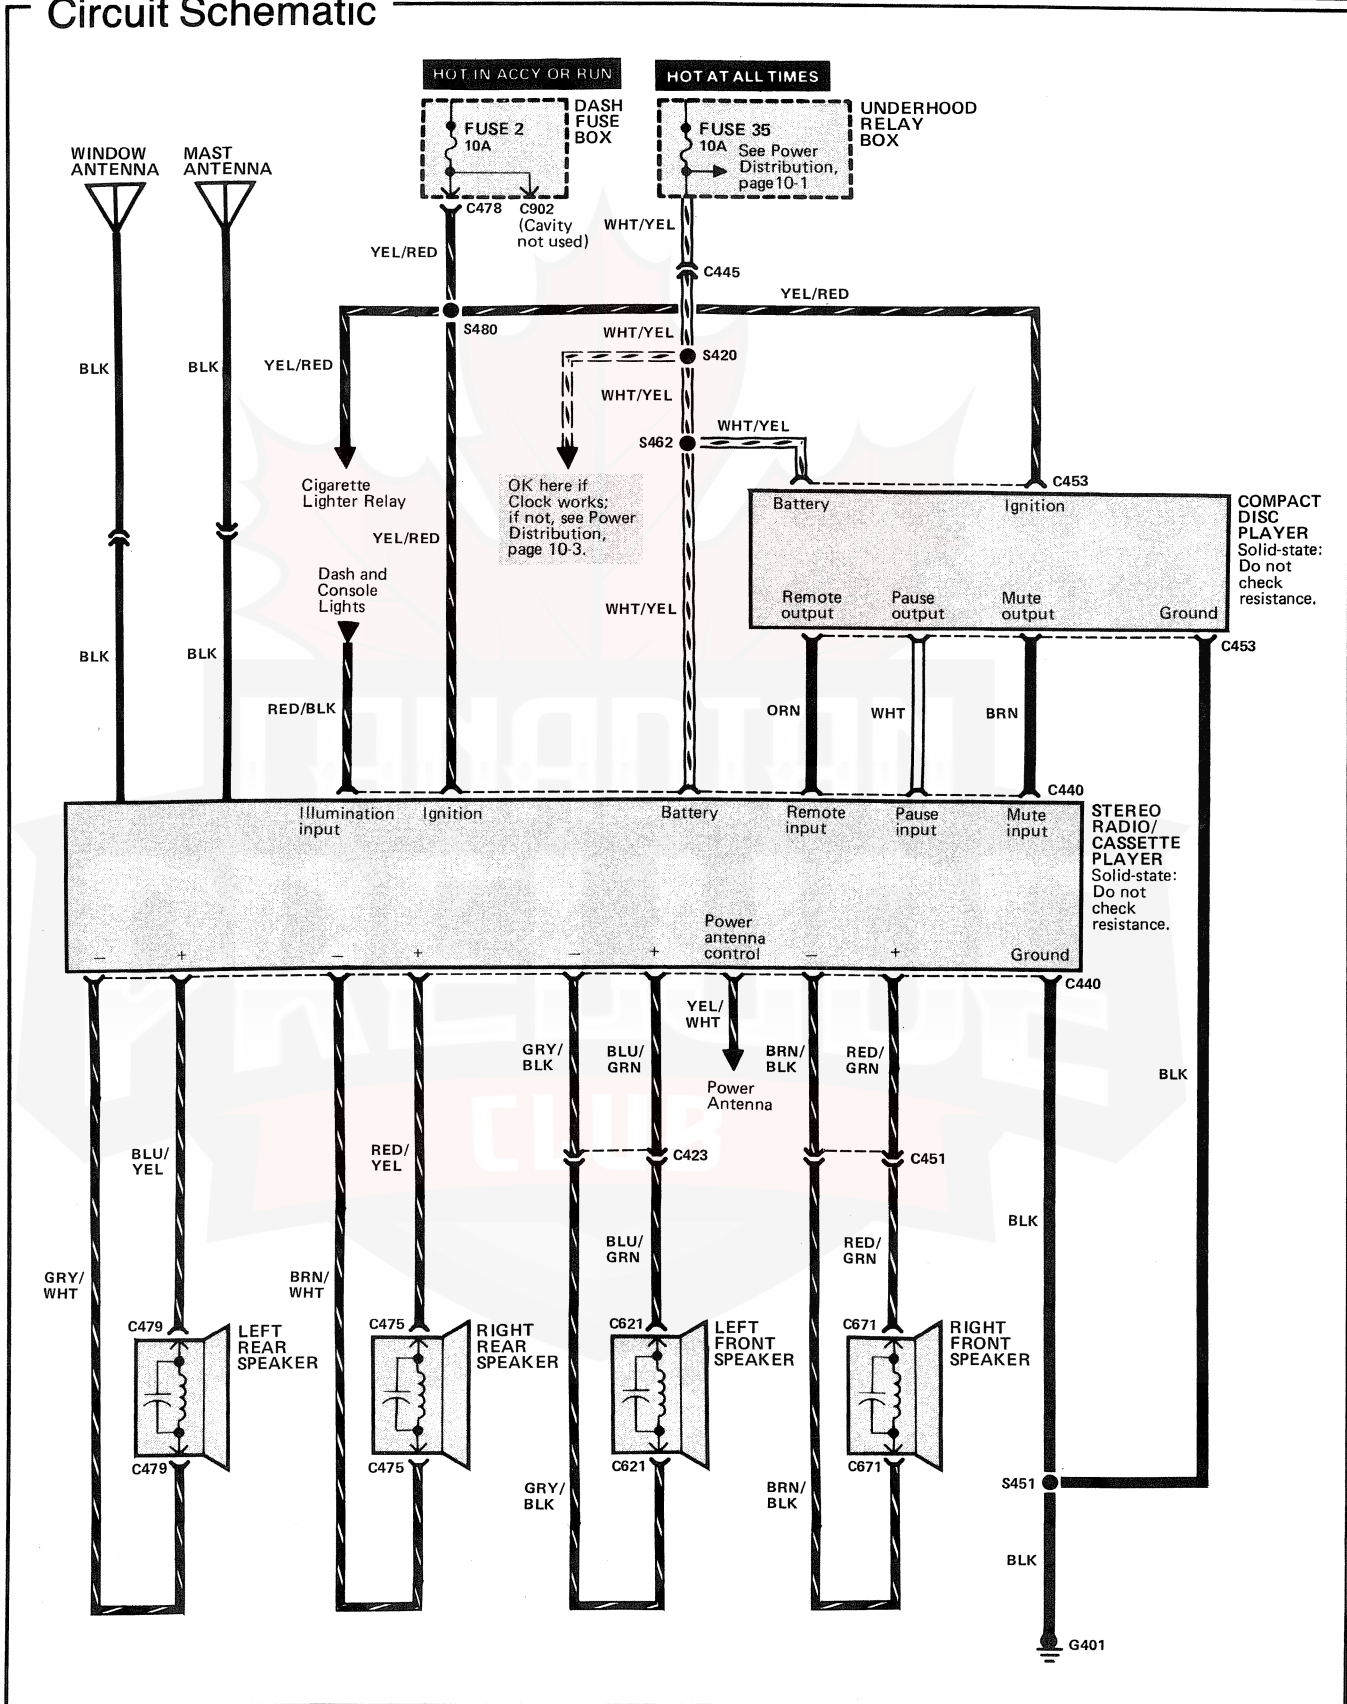 Circuit Schematic
HOT IN ACCY OR RUN
HOT AT ALL TIMES
DASH
FUSE
BOX
FUSE 2
10A
UNDERHOOD
RELAY
BOX
FUSE 35
10A
See Power
Distribution,
page 10-1
WINDOW
ANTENNA
MAST
ANTENNA
C478
C902
(Cavity
not used)
WHT/YEL
YEL/RED
C445
YEL/RED
S480
WHT/YEL
S420
BLK
BLK
YEL/RED
WHT/YEL
WHT/YEL
S462
Cigarette
Lighter Relay
OK here if
Clock works;
if not, see Power
Distribution,
page 10-3.
C453
Battery
Ignition
COMPACT
DISC
PLAYER
Solid-state:
Do not
check
resistance.
YEL/RED
Dash and
Console
Lights
WHT/YEL
Remote
output
Pause
output
Mute
output
Ground
C453
BLK
BLK
RED/BLK
ORN
WHT
BRN
CANADIAN
PRELUDE
CLUB
C440
Illumination
input
Ignition
Battery
Remote
input
Pause
input
Mute
input
STEREO
RADIO/
CASSETTE
PLAYER
Solid-state:
Do not
check
resistance.
Power
antenna
control
– + – + – + – +
Ground
C440
YEL/
WHT
GRY/
BLK
BLU/
GRN
BRN/
BLK
RED/
GRN
Power
Antenna
BLK
BLU/
YEL
RED/
YEL
C423
C451
BLK
BLU/
GRN
RED/
GRN
GRY/
WHT
BRN/
WHT
C479
LEFT
REAR
SPEAKER
C475
RIGHT
REAR
SPEAKER
C621
LEFT
FRONT
SPEAKER
C671
RIGHT
FRONT
SPEAKER
C479
C475
C621
C671
GRY/
BLK
BRN/
BLK
S451
BLK
G401